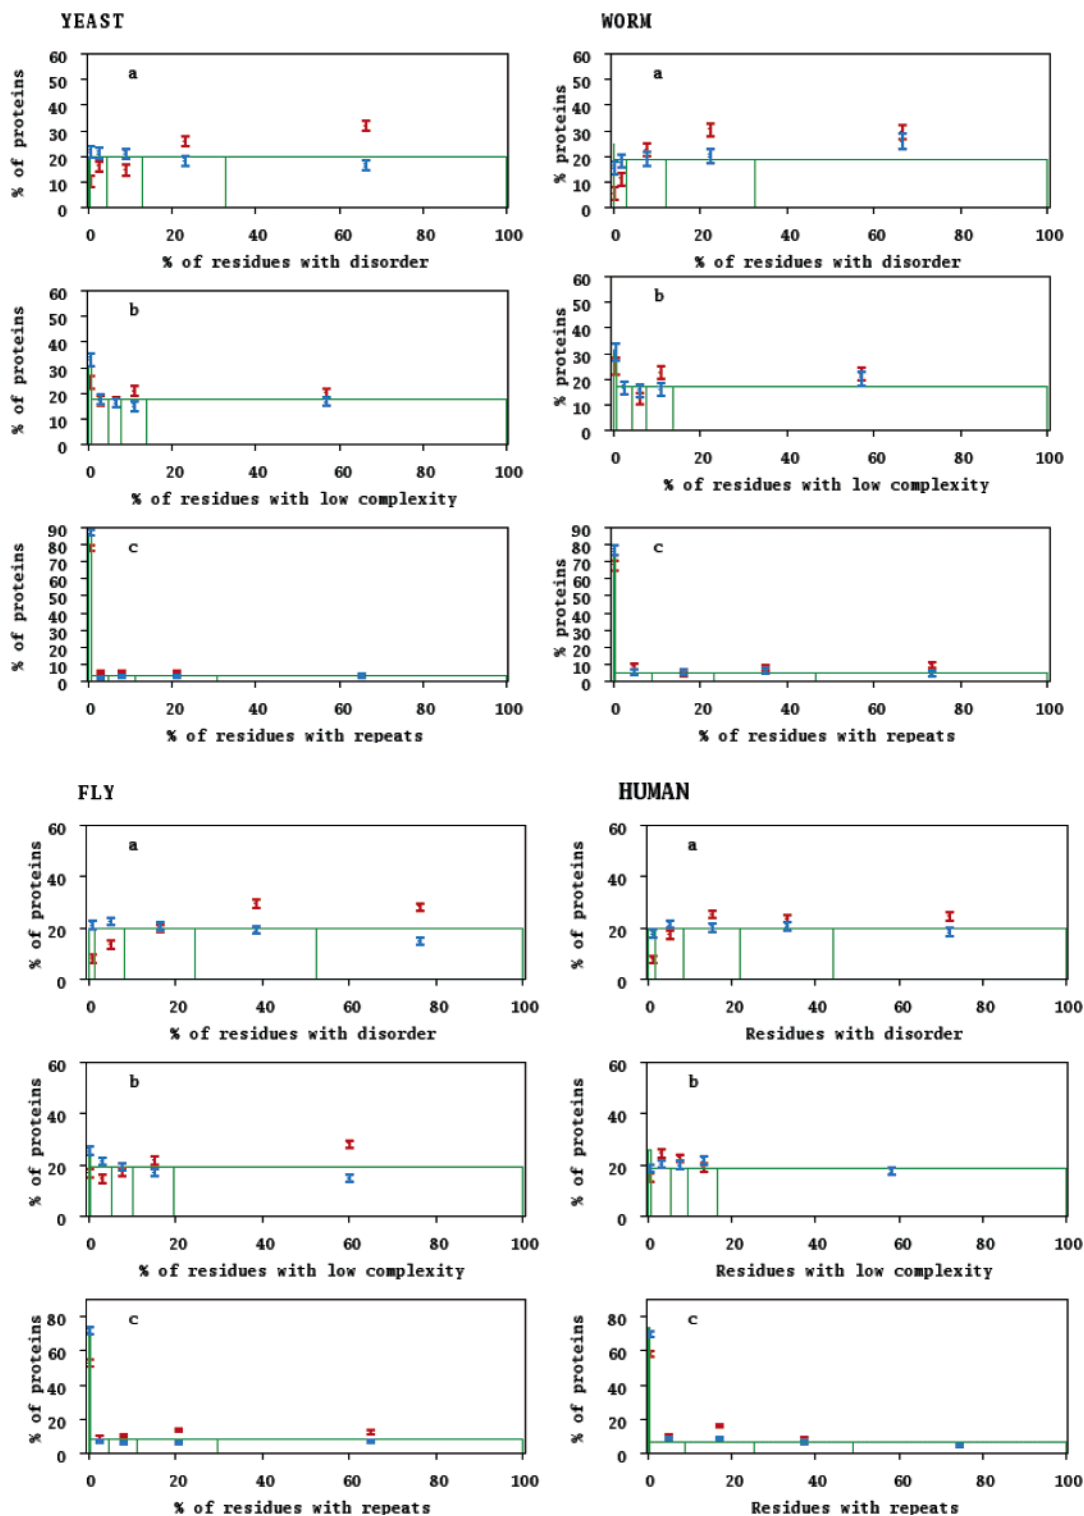 YEAST
% of proteins
60
50
40
30
20
10
0
a
0 20 40 60 80 100
% of residues with disorder
% of proteins
60
50
40
30
20
10
0
b
0 20 40 60 80 100
% of residues with low complexity
% of proteins
90
80
70
60
50
40
30
20
10
0
c
0 20 40 60 80 100
% of residues with repeats
WORM
% proteins
60
50
40
30
20
10
0
a
0 20 40 60 80 100
% of residues with disorder
% proteins
60
50
40
30
20
10
0
b
0 20 40 60 80 100
% of residues with low complexity
% proteins
90
80
70
60
50
40
30
20
10
0
c
0 20 40 60 80 100
% of residues with repeats
FLY
% of proteins
60
40
20
0
a
0 20 40 60 80 100
% of residues with disorder
% of proteins
60
40
20
0
b
0 20 40 60 80 100
% of residues with low complexity
% of proteins
80
60
40
20
0
c
0 20 40 60 80 100
% of residues with repeats
HUMAN
% of proteins
60
40
20
0
a
0 20 40 60 80 100
Residues with disorder
% of proteins
60
40
20
0
b
0 20 40 60 80 100
Residues with low complexity
% of proteins
80
60
40
20
0
c
0 20 40 60 80 100
Residues with repeats